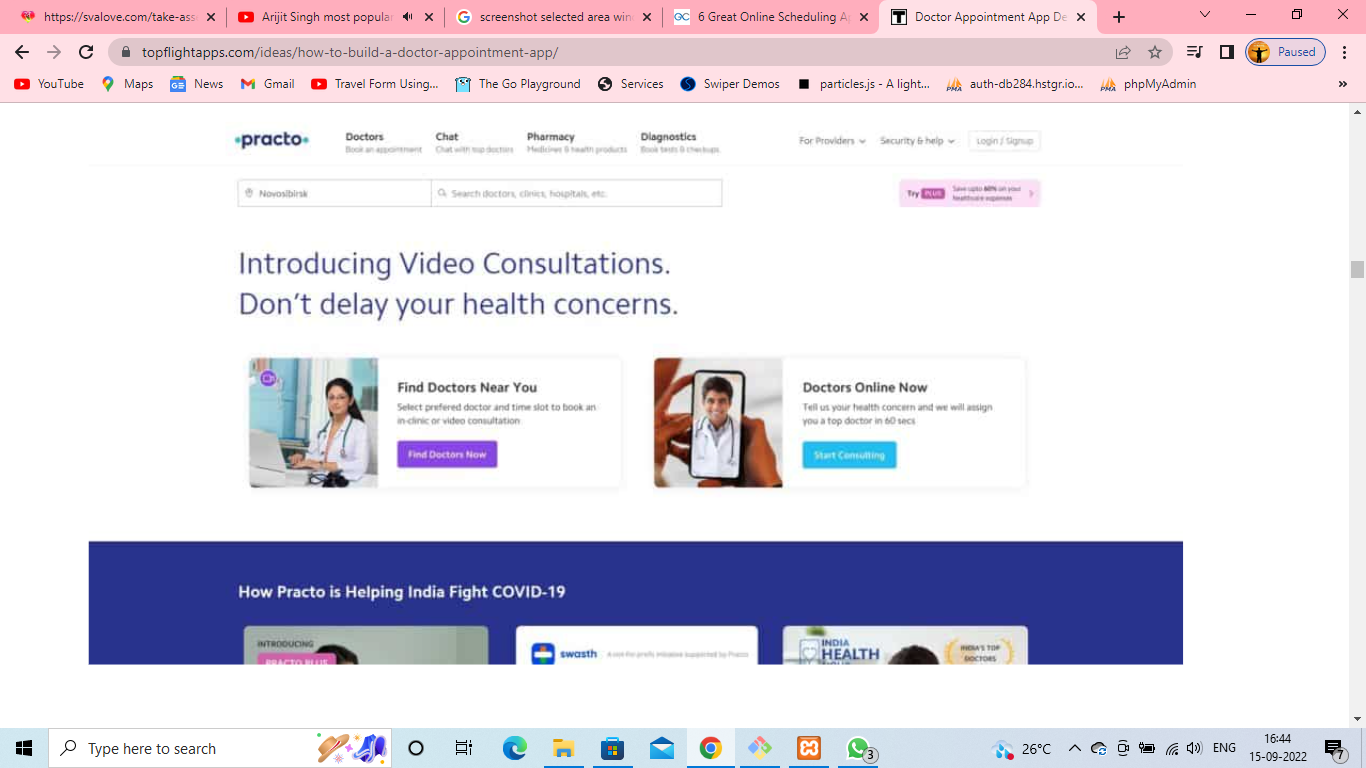 https://svalove.com/take-ass
Arijit Singh most popular
screenshot selected area win
6 Great Online Scheduling A
Doctor Appointment App De
topflightapps.com/ideas/how-to-build-a-doctor-appointment-app/
Paused
YouTube
Maps
News
Gmail
Travel Form Using...
The Go Playground
Services
Swiper Demos
particles.js - A light...
auth-db284.hstgr.io...
phpMyAdmin
»
•practo•
Doctors
Book an appointment
Chat
Chat with top doctors
Pharmacy
Medicines & health products
Diagnostics
Book tests & checkups
For Providers
Security & help
Login / Signup
Novosibirsk
Search doctors, clinics, hospitals, etc.
Try PLUS
Save upto 60% on your
healthcare expenses
Introducing Video Consultations.
Don't delay your health concerns.
Find Doctors Near You
Select prefered doctor and time slot to book an
in-clinic or video consultation
Find Doctors Now
Doctors Online Now
Tell us your health concern and we will assign
you a top doctor in 60 secs
Start Consulting
How Practo is Helping India Fight COVID-19
INTRODUCING
PRACTO PLUS
swasth
A not-for-profit initiative supported by Practo
INDIA
HEALTH
INDIA'S TOP
DOCTORS
Type here to search
3
26°C
ENG
16:44
15-09-2022
7